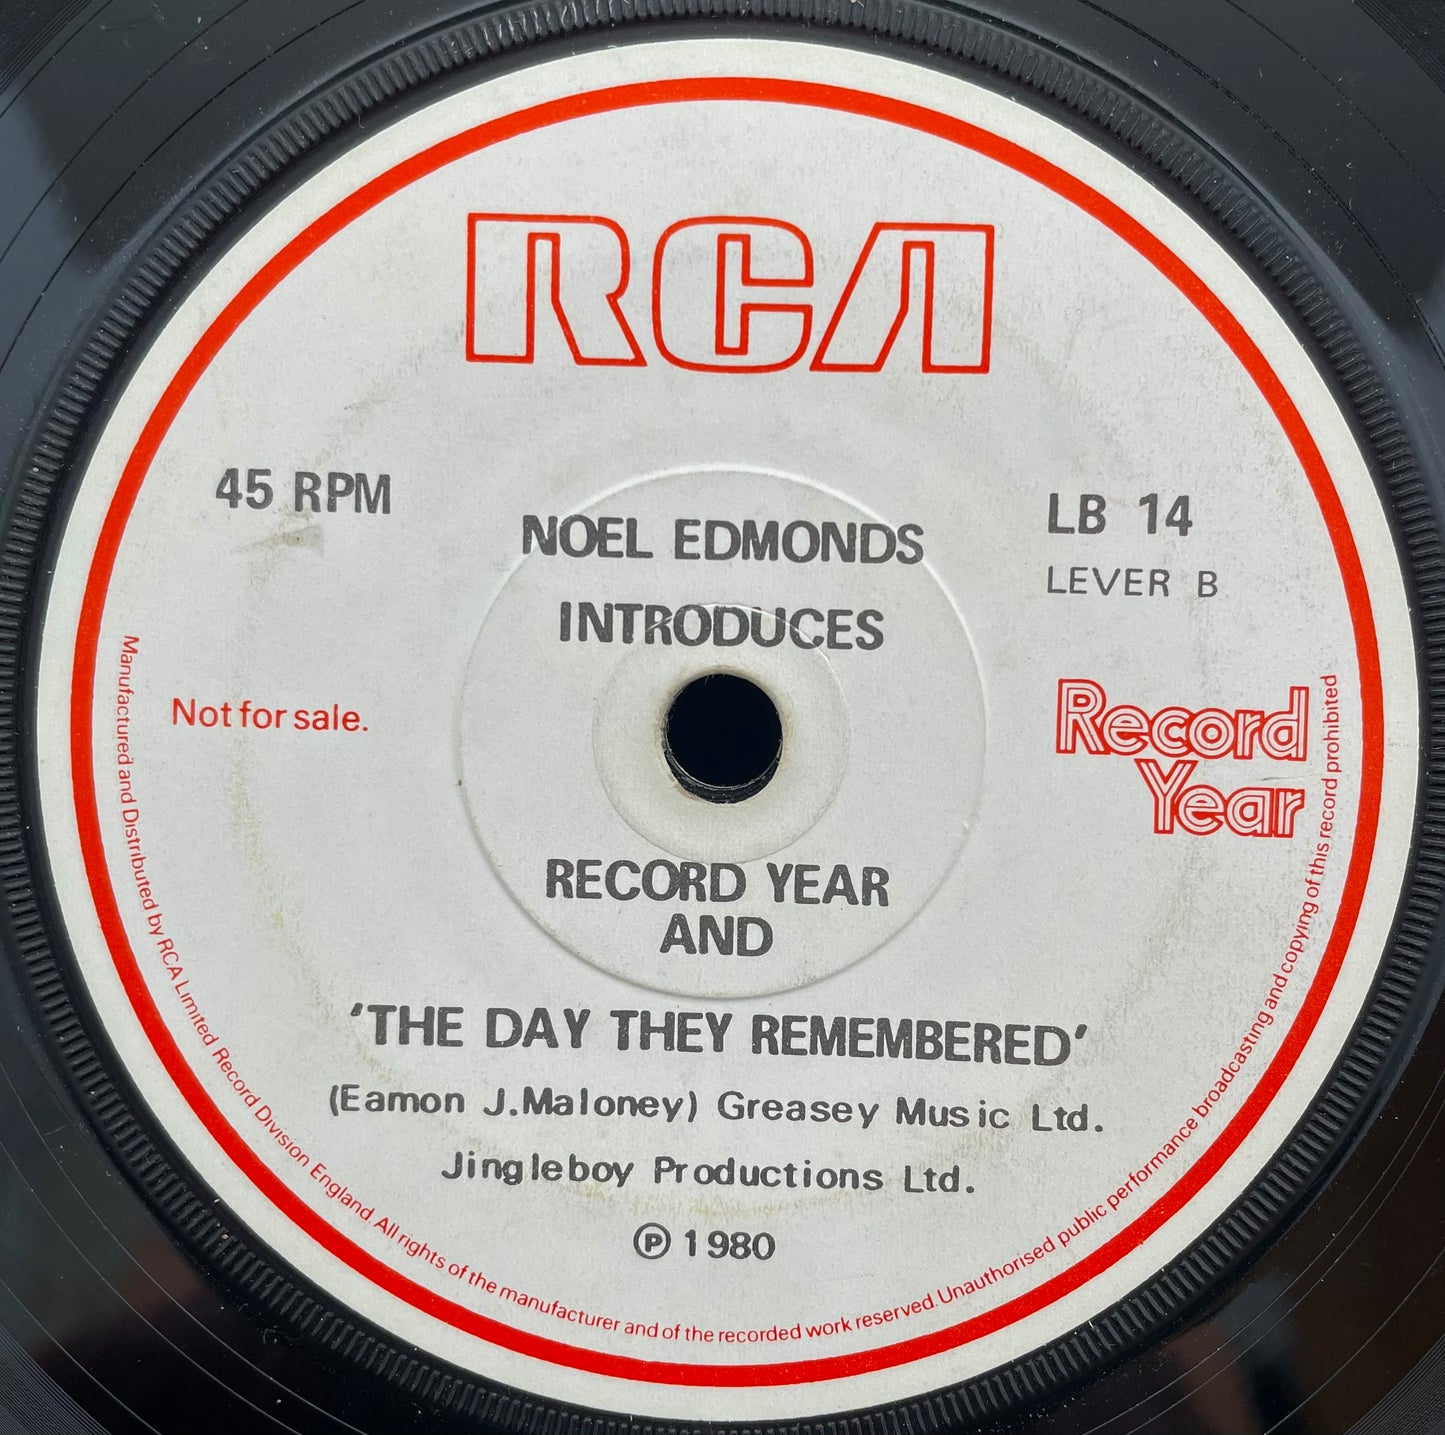 RCA
45 RPM
LB 14
LEVER B
NOEL EDMONDS
INTRODUCES
Not for sale.
Record
Year
RECORD YEAR
AND
'THE DAY THEY REMEMBERED'
(Eamon J.Maloney) Greasey Music Ltd.
Jingleboy Productions Ltd.
℗ 1980
Manufactured and Distributed by RCA Limited Record Division England All rights of the manufacturer and of the recorded work reserved. Unauthorised public performance broadcasting and copying of this record prohibited